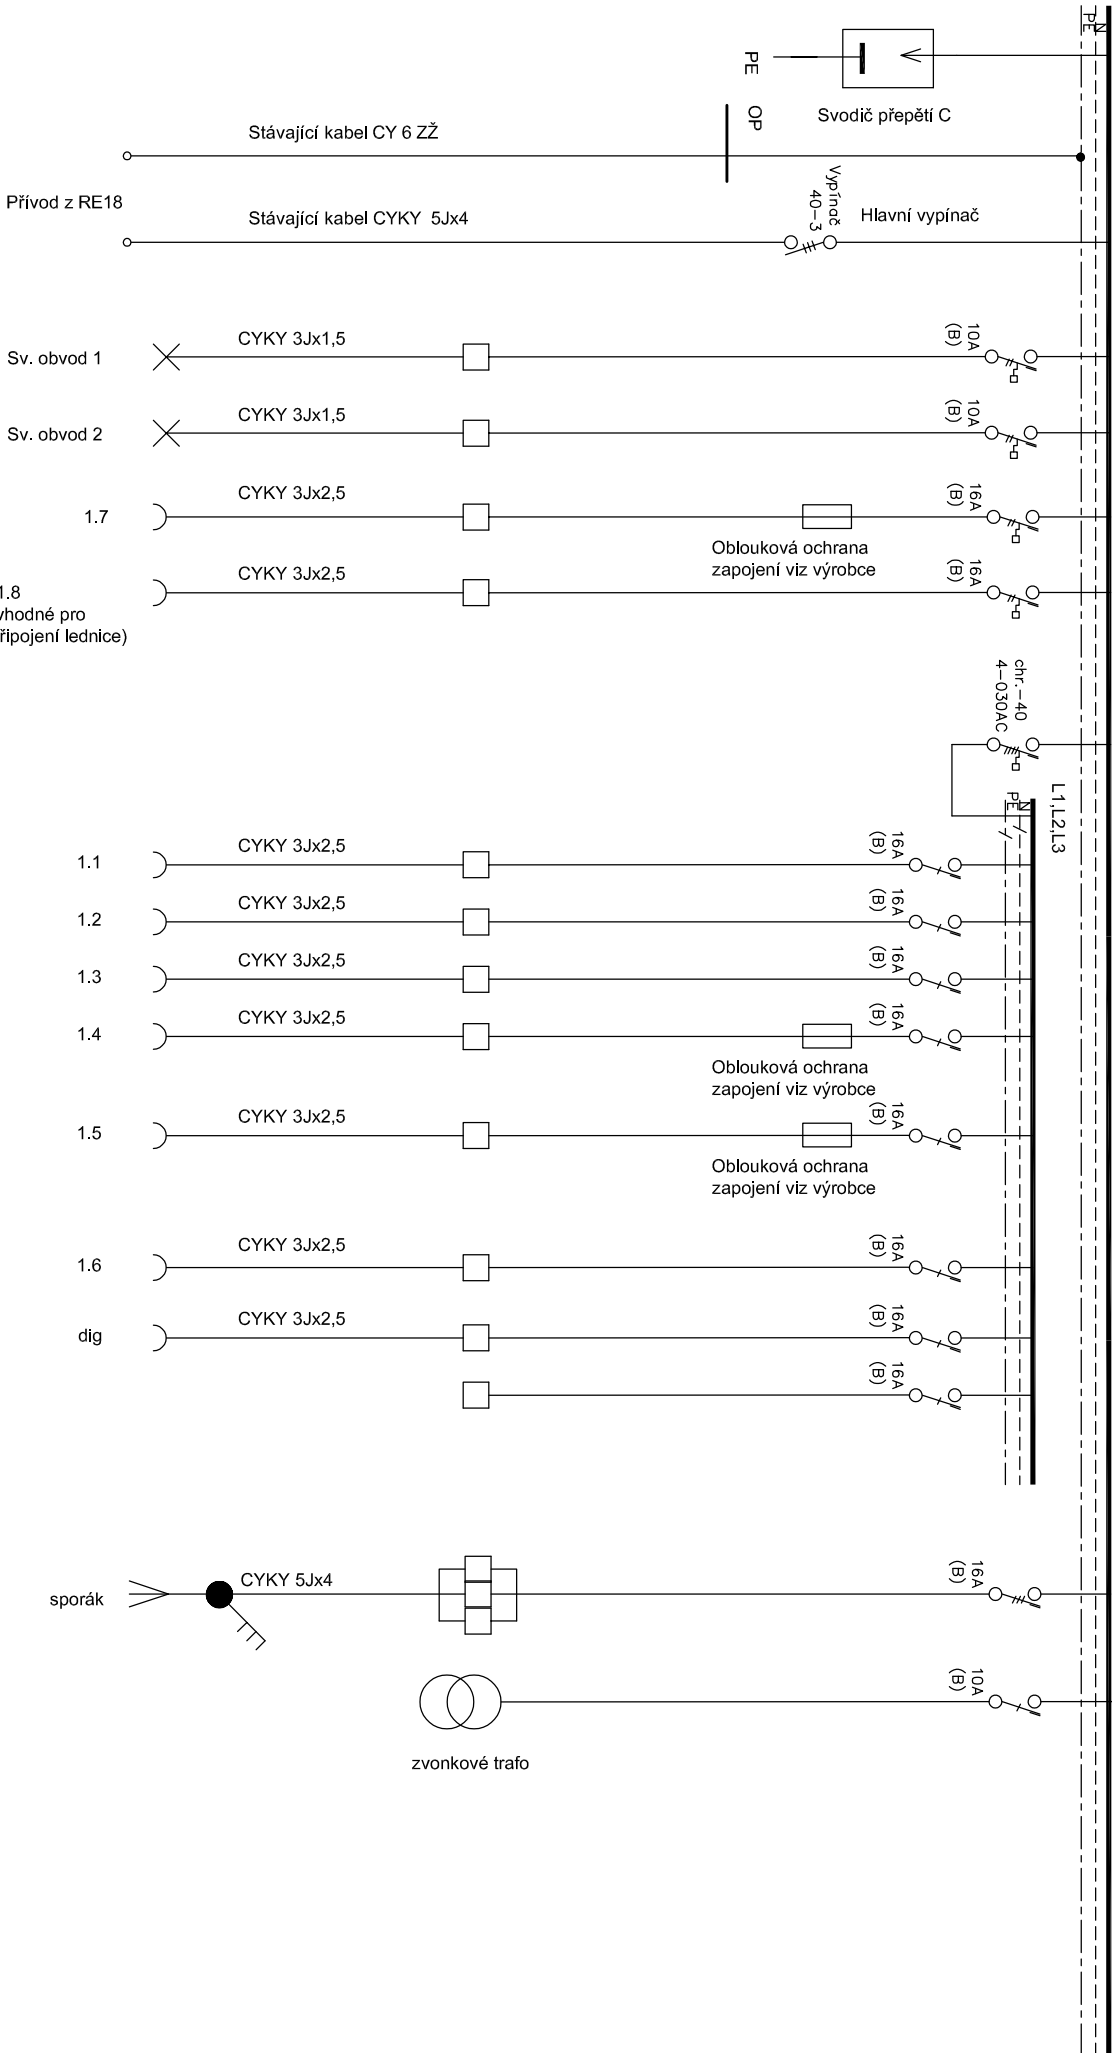 PE
N
PE
Svodič přepětí C
OP
Stávající kabel CY 6 ZŽ
Přívod z RE18
Stávající kabel CYKY 5Jx4
Vypínač
40-3
Hlavní vypínač
Sv. obvod 1
CYKY 3Jx1,5
10A
(B)
Sv. obvod 2
CYKY 3Jx1,5
10A
(B)
1.7
CYKY 3Jx2,5
Oblouková ochrana
zapojení viz výrobce
16A
(B)
1.8
vhodné pro
řipojení lednice)
CYKY 3Jx2,5
16A
(B)
chr.-40
4-030AC
L1,L2,L3
PE
N
1.1
CYKY 3Jx2,5
16A
(B)
1.2
CYKY 3Jx2,5
16A
(B)
1.3
CYKY 3Jx2,5
16A
(B)
1.4
CYKY 3Jx2,5
Oblouková ochrana
zapojení viz výrobce
16A
(B)
1.5
CYKY 3Jx2,5
Oblouková ochrana
zapojení viz výrobce
16A
(B)
1.6
CYKY 3Jx2,5
16A
(B)
dig
CYKY 3Jx2,5
16A
(B)
16A
(B)
sporák
CYKY 5Jx4
16A
(B)
10A
(B)
zvonkové trafo